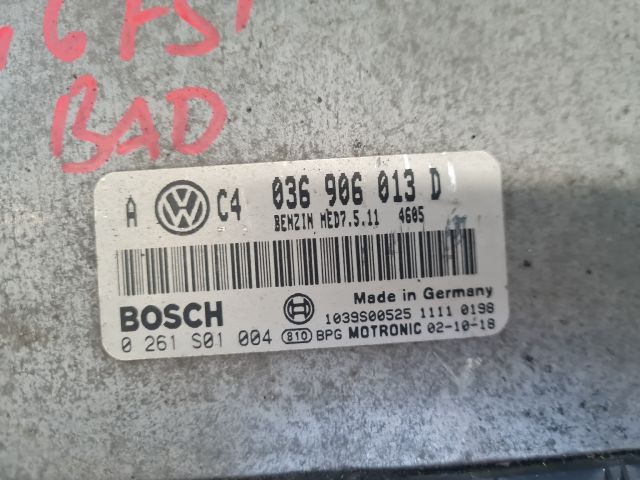 1,6 FSI
BAD
A C4 036 906 013 D
BENZIN MED7.5.11 4605
Made in Germany
BOSCH 1039S00525 1111 0198
0 261 S01 004 810 BPG MOTRONIC 02-10-18